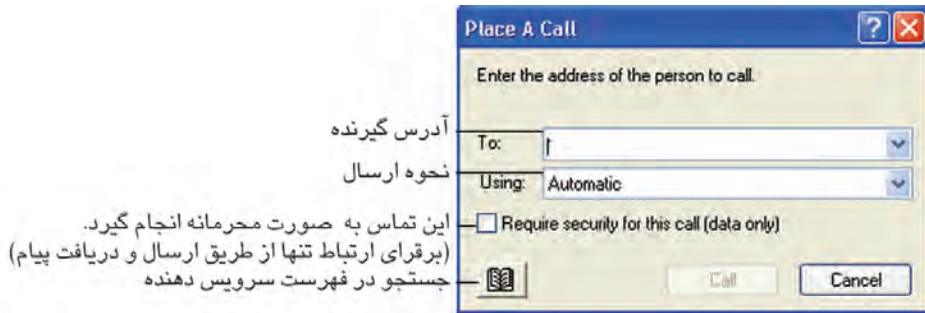 Place A Call
Enter the address of the person to call.
آدرس گیرنده
To:
نحوه ارسال
Using: Automatic
این تماس به صورت محرمانه انجام گیرد.
Require security for this call (data only)
(برقرای ارتباط تنها از طریق ارسال و دریافت پیام)
جستجو در فهرست سرویس دهنده
Call
Cancel